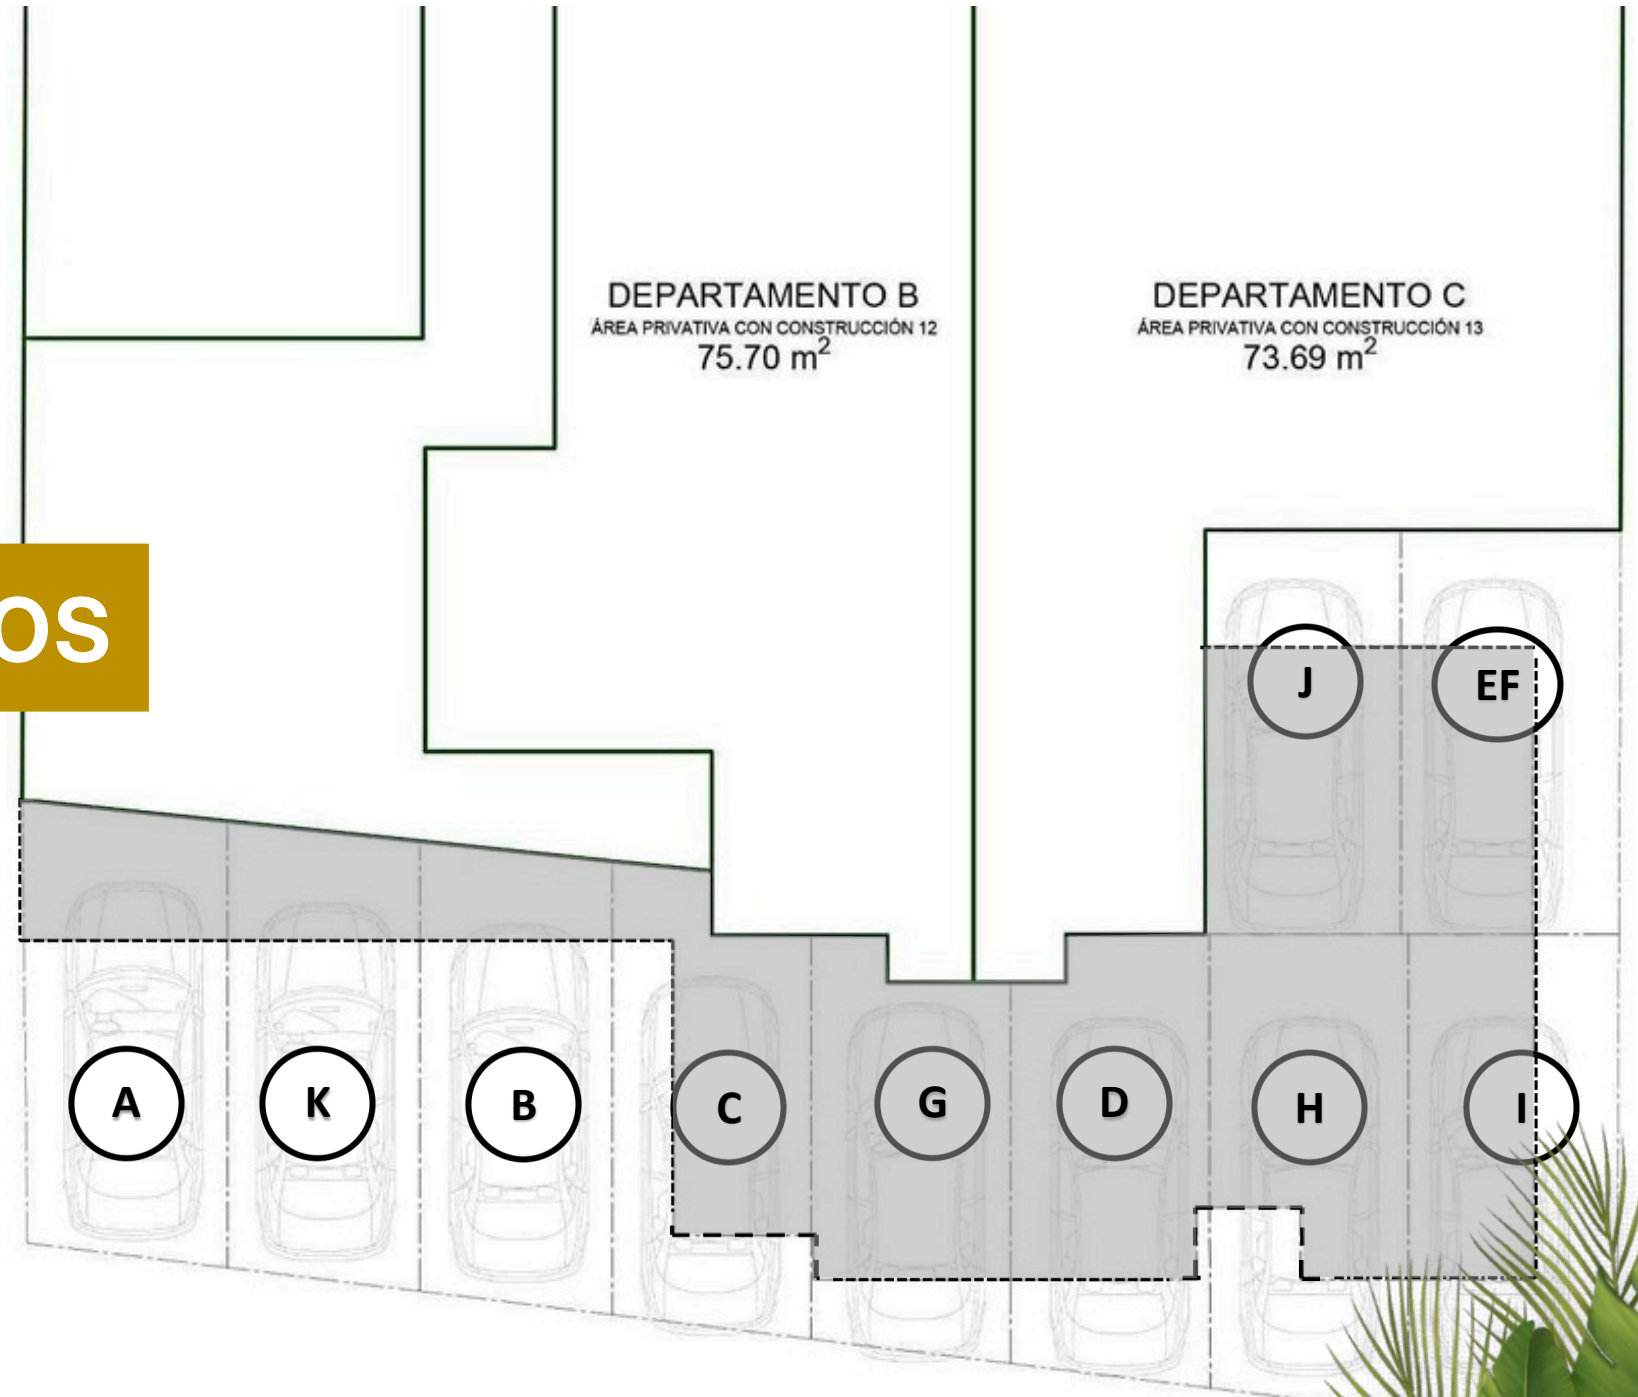 DEPARTAMENTO B
ÁREA PRIVATIVA CON CONSTRUCCIÓN 12
75.70 m²
DEPARTAMENTO C
ÁREA PRIVATIVA CON CONSTRUCCIÓN 13
73.69 m²
OS
J EF
A K B C G D H I